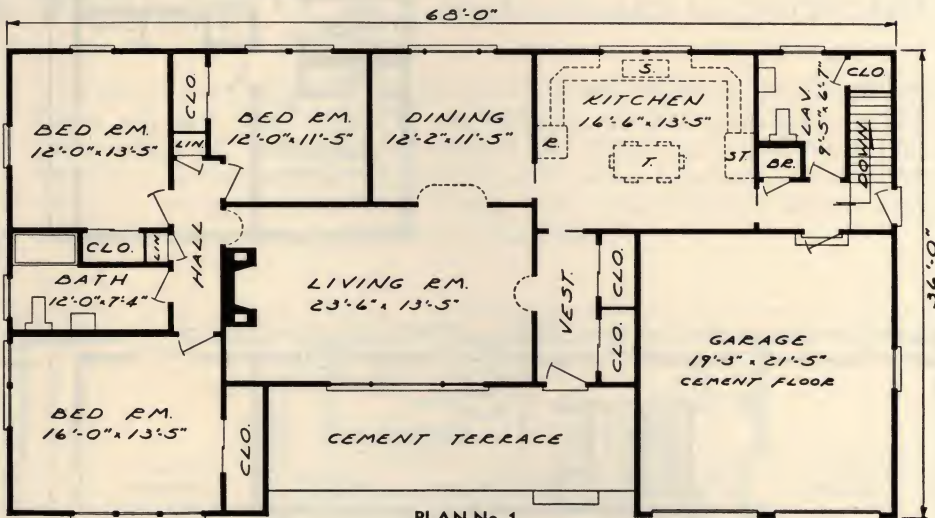 68'-0"
CLO.
BED RM.
12'-0" x 13'-5"
LIN.
BED RM.
12'-0" x 11'-5"
DINING
12'-2" x 11'-5"
S.
KITCHEN
16'-6" x 13'-5"
R.
T.
ST.
LAV.
9'-5" x 6'-7"
CLO.
BR.
DOWN
36'-0"
CLO.
LIN
HALL
BATH
12'-0" x 7'-4"
LIVING RM.
23'-6" x 13'-5"
VEST.
CLO.
CLO.
GARAGE
19'-3" x 21'-5"
CEMENT FLOOR
BED RM.
16'-0" x 13'-5"
CLO.
CEMENT TERRACE
PLAN No. 1